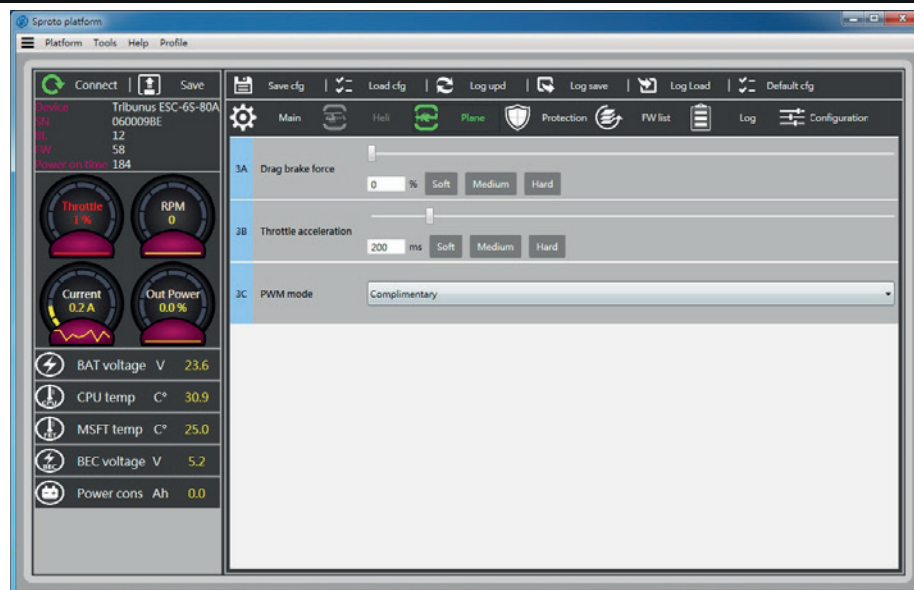 Sproto platform
Platform Tools Help Profile
Connect | Save
Save cfg | Load cfg | Log upd | Log save | Log Load | Default cfg
Device Tribunus ESC-6S-80A
SN 060009BE
BL 12
FW 58
Power on time 184
Main Heli Plane Protection FW list Log Configuration
3A Drag brake force
0 % Soft Medium Hard
3B Throttle acceleration
200 ms Soft Medium Hard
3C PWM mode Complimentary
Throttle
1 %
RPM
0
Current
0.2 A
Out Power
0.0 %
BAT voltage V 23.6
CPU
CPU temp C° 30.9
FET
MSFT temp C° 25.0
BEC
BEC voltage V 5.2
Power cons Ah 0.0